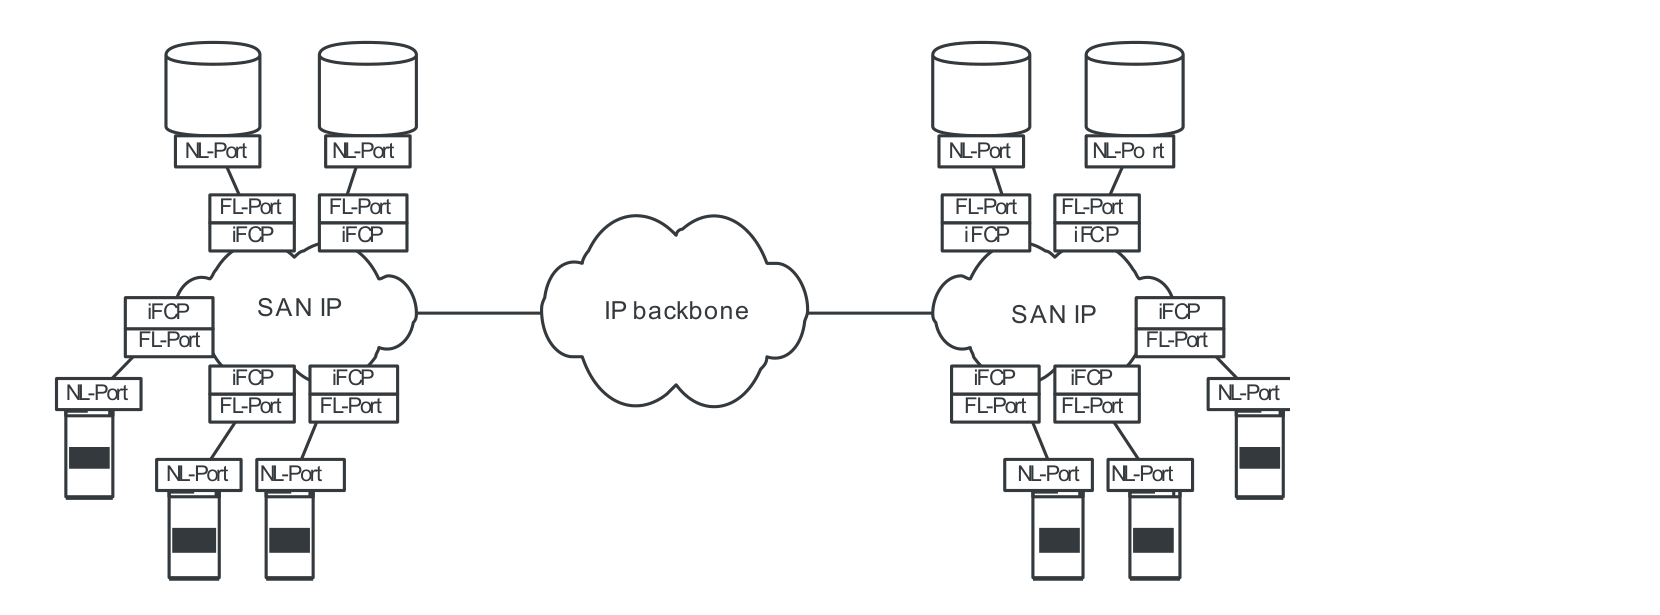 NL-Port NL-Port NL-Port NL-Po rt
FL-Port FL-Port FL-Port FL-Port
iFCP iFCP iFCP iFCP
SAN IP IP backbone SAN IP
iFCP iFCP
FL-Port FL-Port
iFCP iFCP iFCP iFCP
NL-Port NL-Port
FL-Port FL-Port FL-Port FL-Port
NL-Port NL-Port NL-Port NL-Port